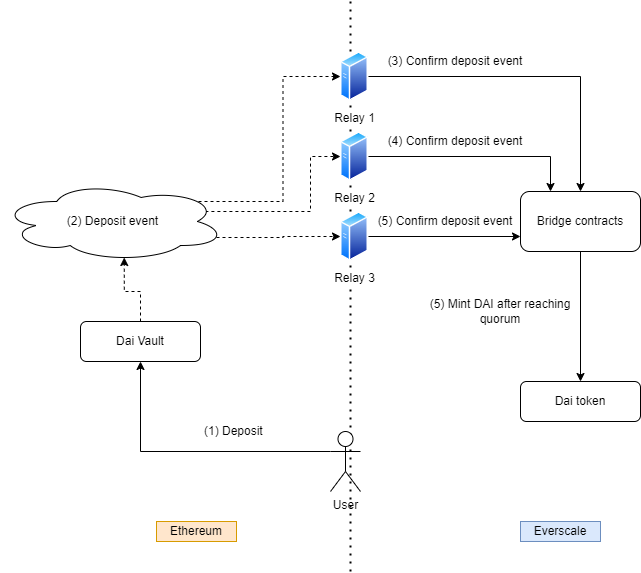 (3) Confirm deposit event
Relay 1
(4) Confirm deposit event
Relay 2
(2) Deposit event
(5) Confirm deposit event
Bridge contracts
Relay 3
(5) Mint DAI after reaching
quorum
Dai Vault
Dai token
(1) Deposit
User
Ethereum
Everscale